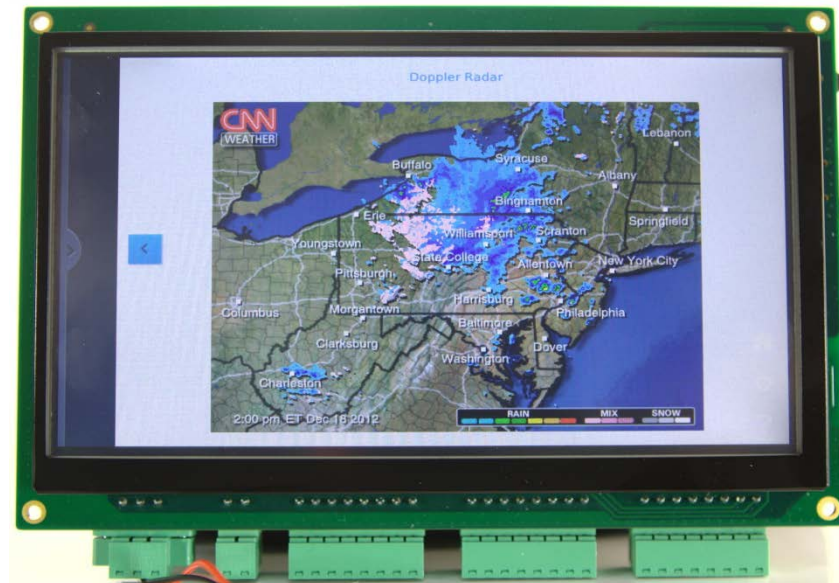 Doppler Radar
CNN
WEATHER
Lebanon
Buffalo
Syracuse
Albany
Binghamton
Erie
Springfield
Williamsport
Scranton
Youngstown
State College
Allentown
New York City
Pittsburgh
Harrisburg
Columbus
Morgantown
Philadelphia
Baltimore
Clarksburg
Washington
Dover
Charleston
2:00 pm ET Dec 18 2012
RAIN MIX SNOW